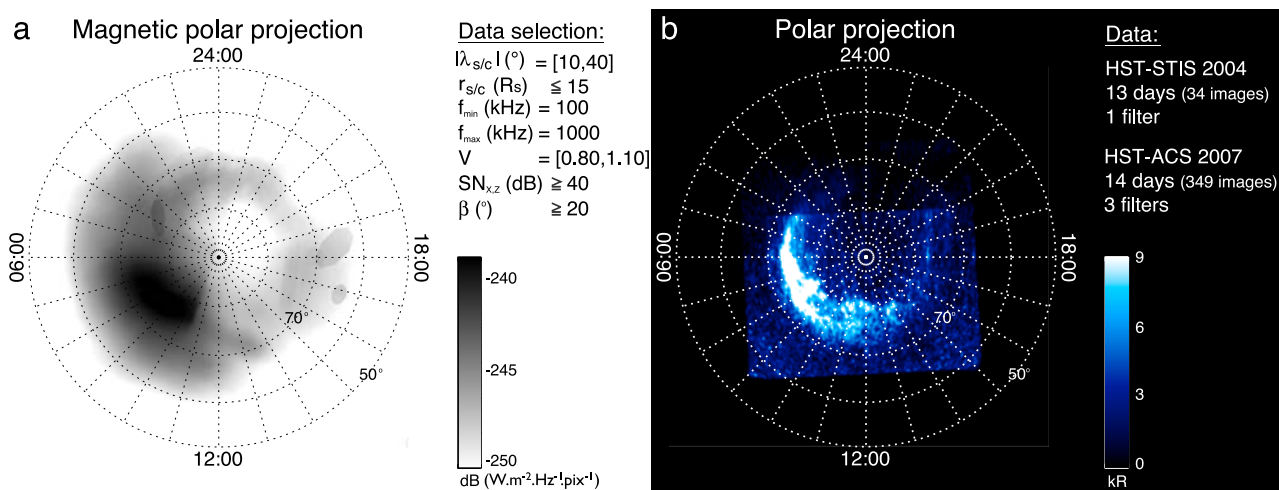 a
Magnetic polar projection
24:00
06:00
18:00
12:00
70°
50°
Data selection:
|λs/c| (°) = [10,40]
rs/c (Rs) ≦ 15
fmin (kHz) = 100
fmax (kHz) = 1000
V = [0.80,1.10]
SNX,Z (dB) ≧ 40
β (°) ≧ 20
-240
-245
-250
dB (W.m-2.Hz-1.pix-1)
b
Polar projection
24:00
06:00
18:00
12:00
70°
50°
Data:
HST-STIS 2004
13 days (34 images)
1 filter
HST-ACS 2007
14 days (349 images)
3 filters
9
6
3
0
kR